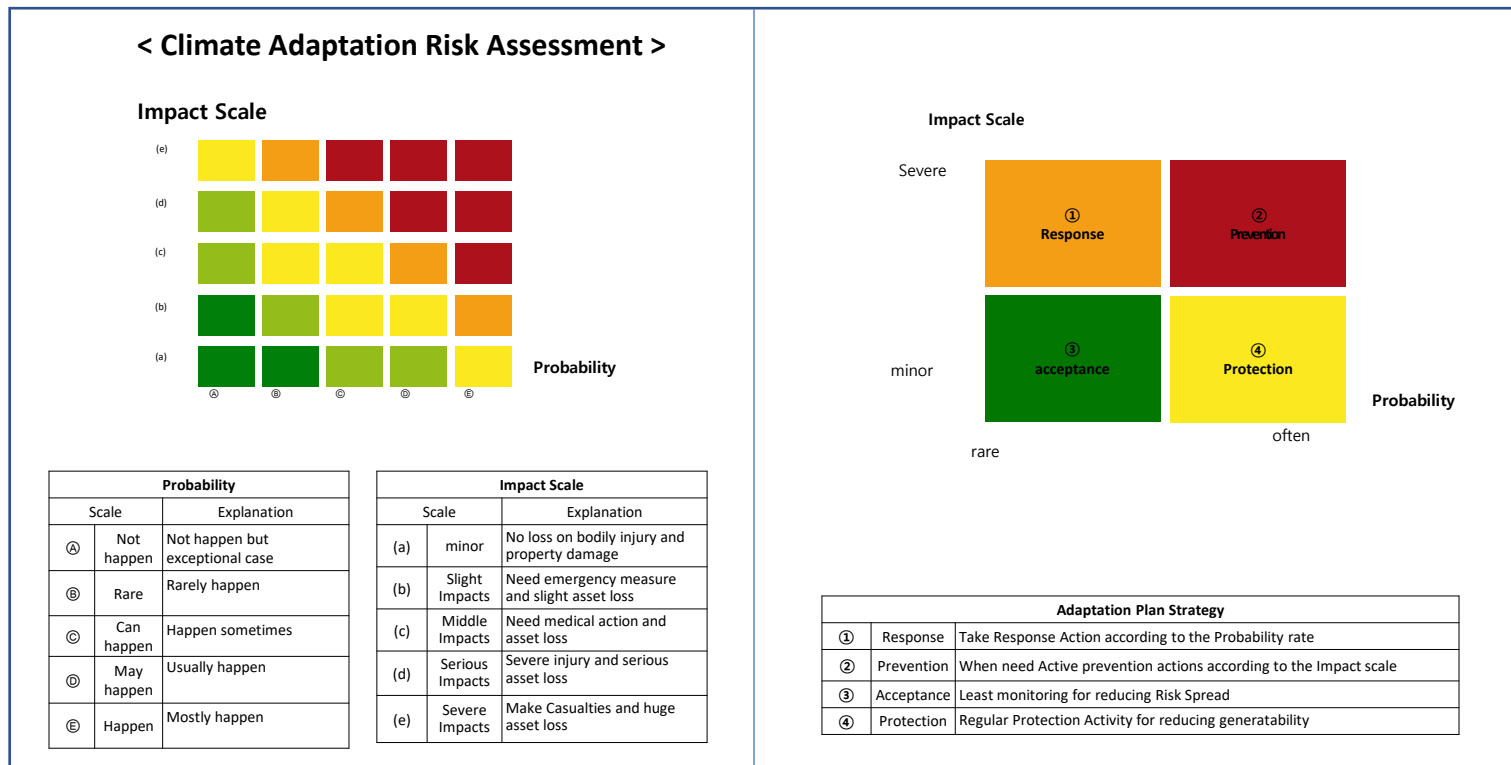 < Climate Adaptation Risk Assessment >
Impact Scale
(e)
(d)
(c)
(b)
(a)
Probability
Ⓐ Ⓑ Ⓒ Ⓓ Ⓔ
Probability
Scale Explanation
Ⓐ Not happen Not happen but
exceptional case
Ⓑ Rare Rarely happen
Ⓒ Can happen Happen sometimes
Ⓓ May happen Usually happen
Ⓔ Happen Mostly happen
Impact Scale
Scale Explanation
(a) minor No loss on bodily injury and
property damage
(b) Slight Impacts Need emergency measure
and slight asset loss
(c) Middle Impacts Need medical action and
asset loss
(d) Serious Impacts Severe injury and serious
asset loss
(e) Severe Impacts Make Casualties and huge
asset loss
Impact Scale
Severe
①
Response
②
Prevention
minor
③
acceptance
④
Protection
Probability
rare
often
Adaptation Plan Strategy
① Response Take Response Action according to the Probability rate
② Prevention When need Active prevention actions according to the Impact scale
③ Acceptance Least monitoring for reducing Risk Spread
④ Protection Regular Protection Activity for reducing generatability